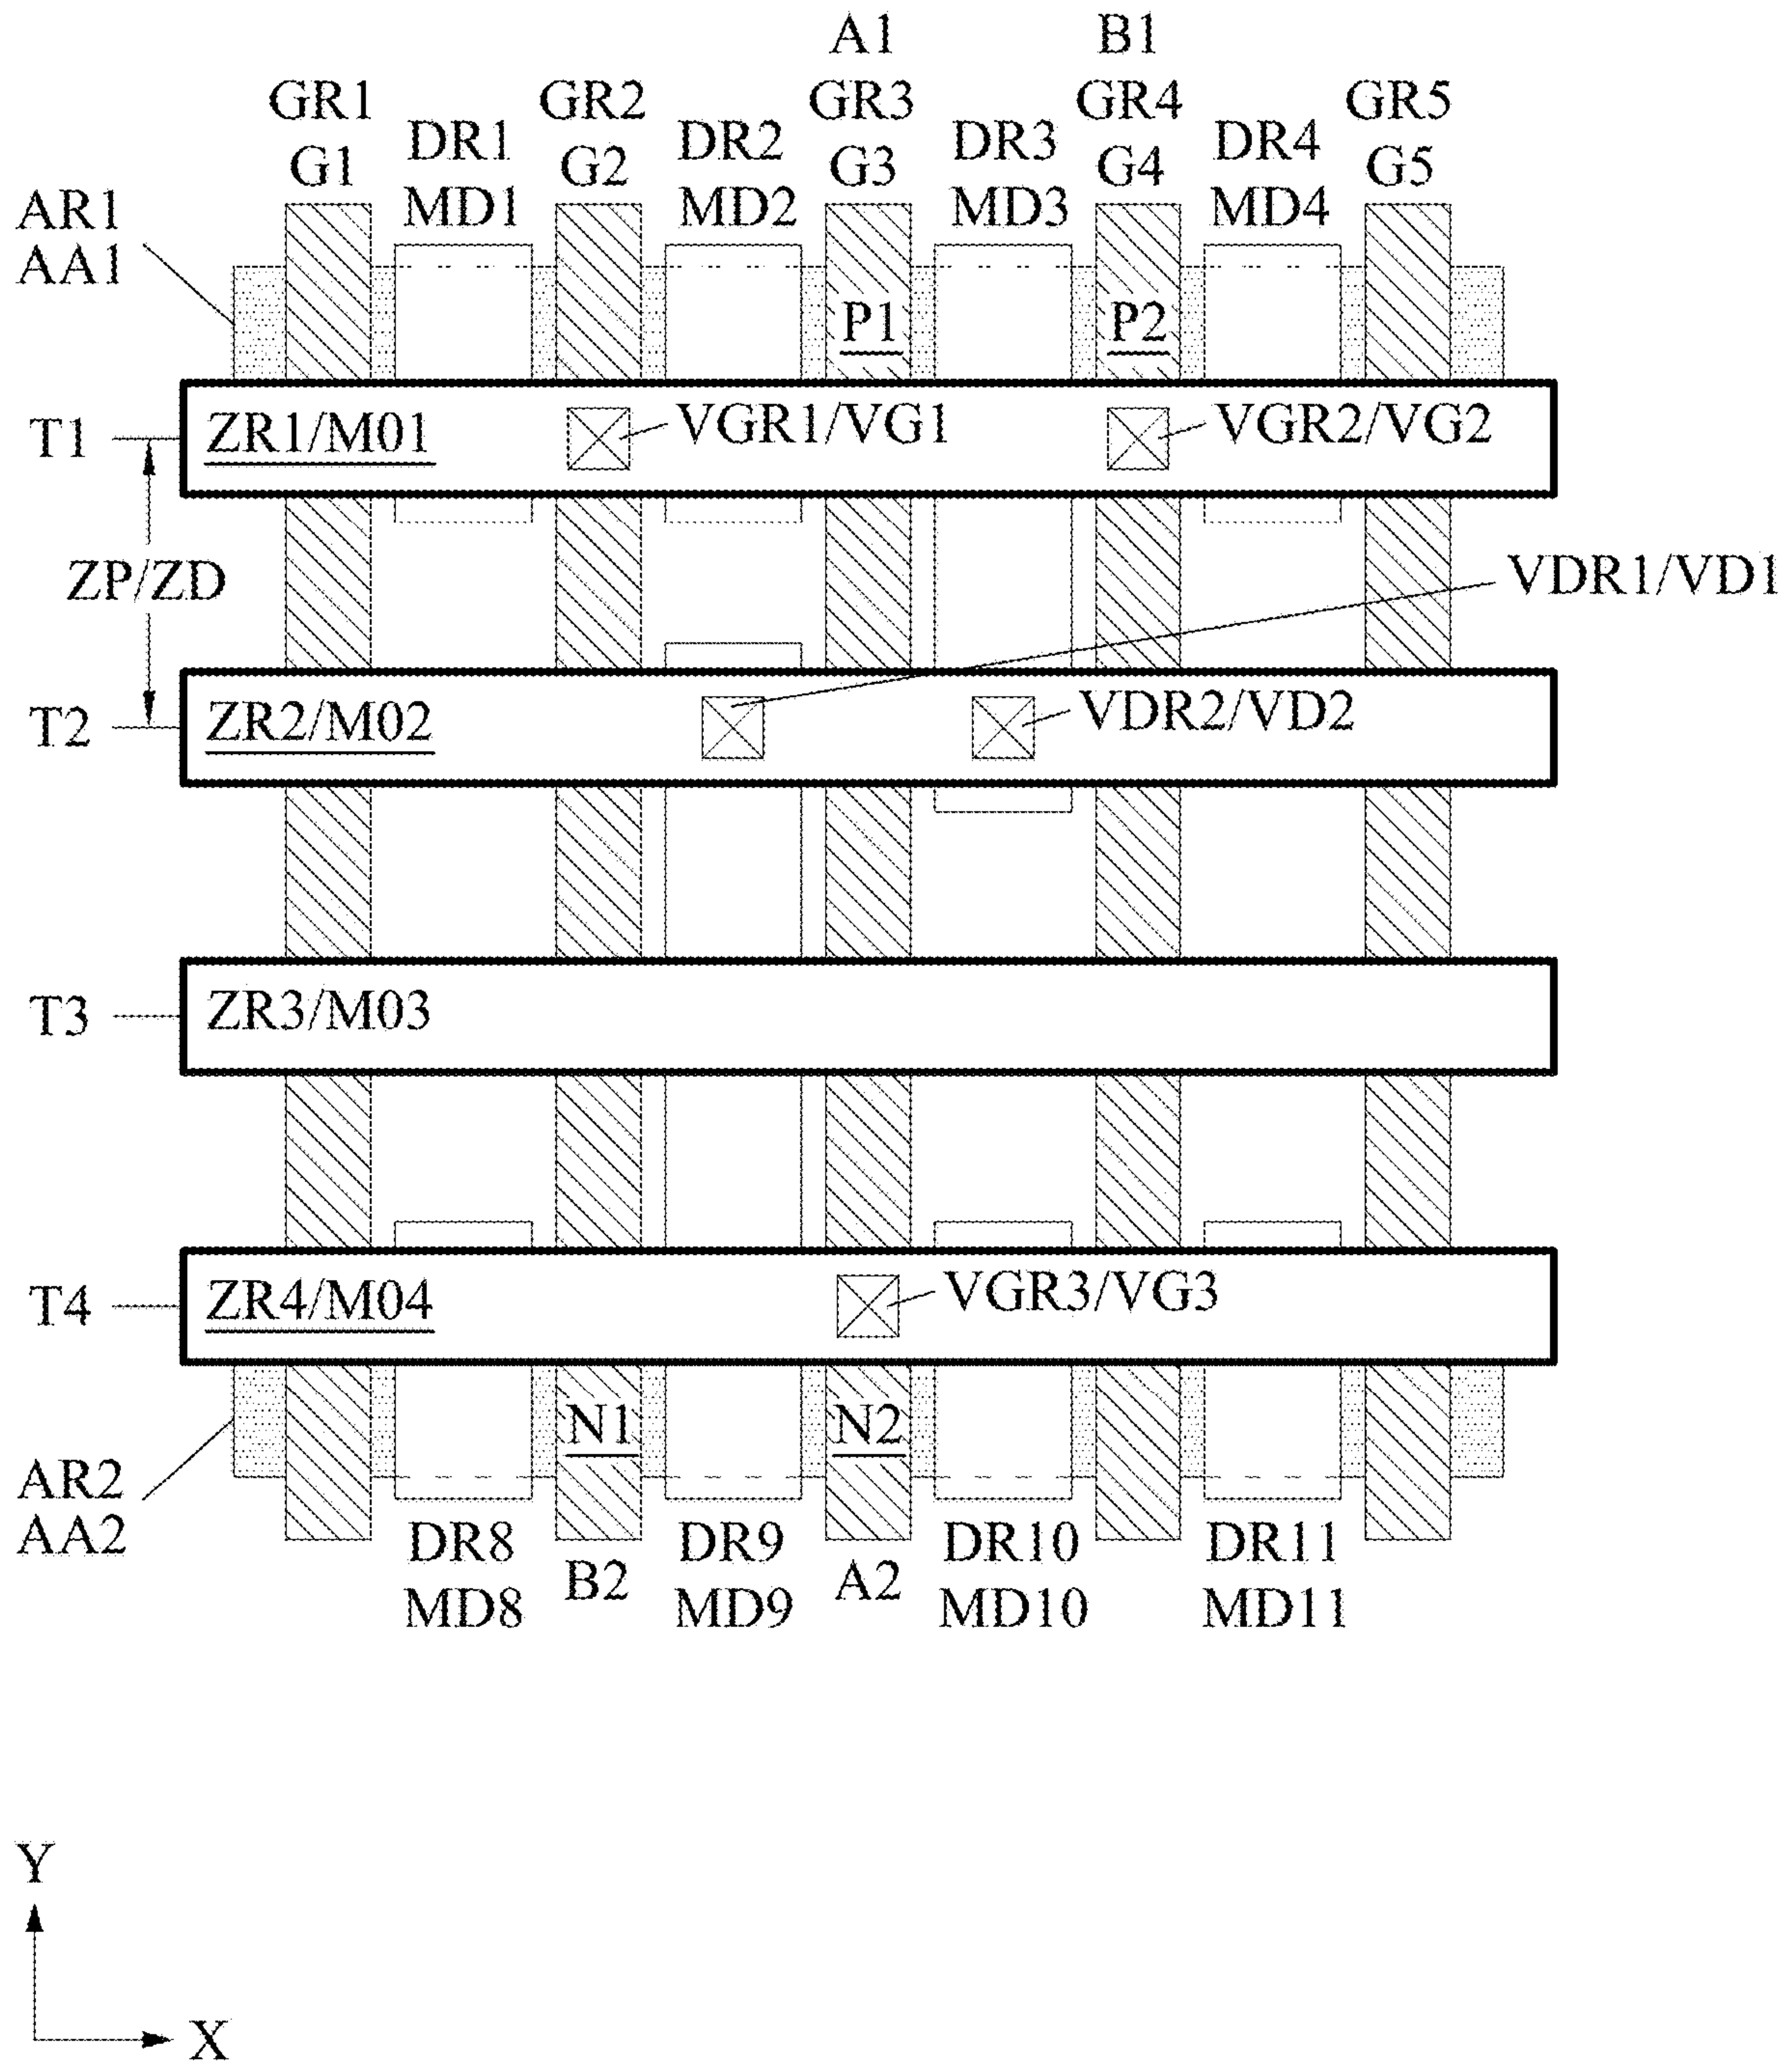 A1 B1
GR1 GR2 GR3 GR4 GR5
DR1 DR2 DR3 DR4
G1 G2 G3 G4 G5
MD1 MD2 MD3 MD4
AR1
AA1
P1 P2
T1 ZR1/M01 VGR1/VG1 VGR2/VG2
ZP/ZD VDR1/VD1
T2 ZR2/M02 VDR2/VD2
T3 ZR3/M03
T4 ZR4/M04 VGR3/VG3
N1 N2
AR2
AA2
DR8 DR9 DR10 DR11
B2 A2
MD8 MD9 MD10 MD11
Y
X